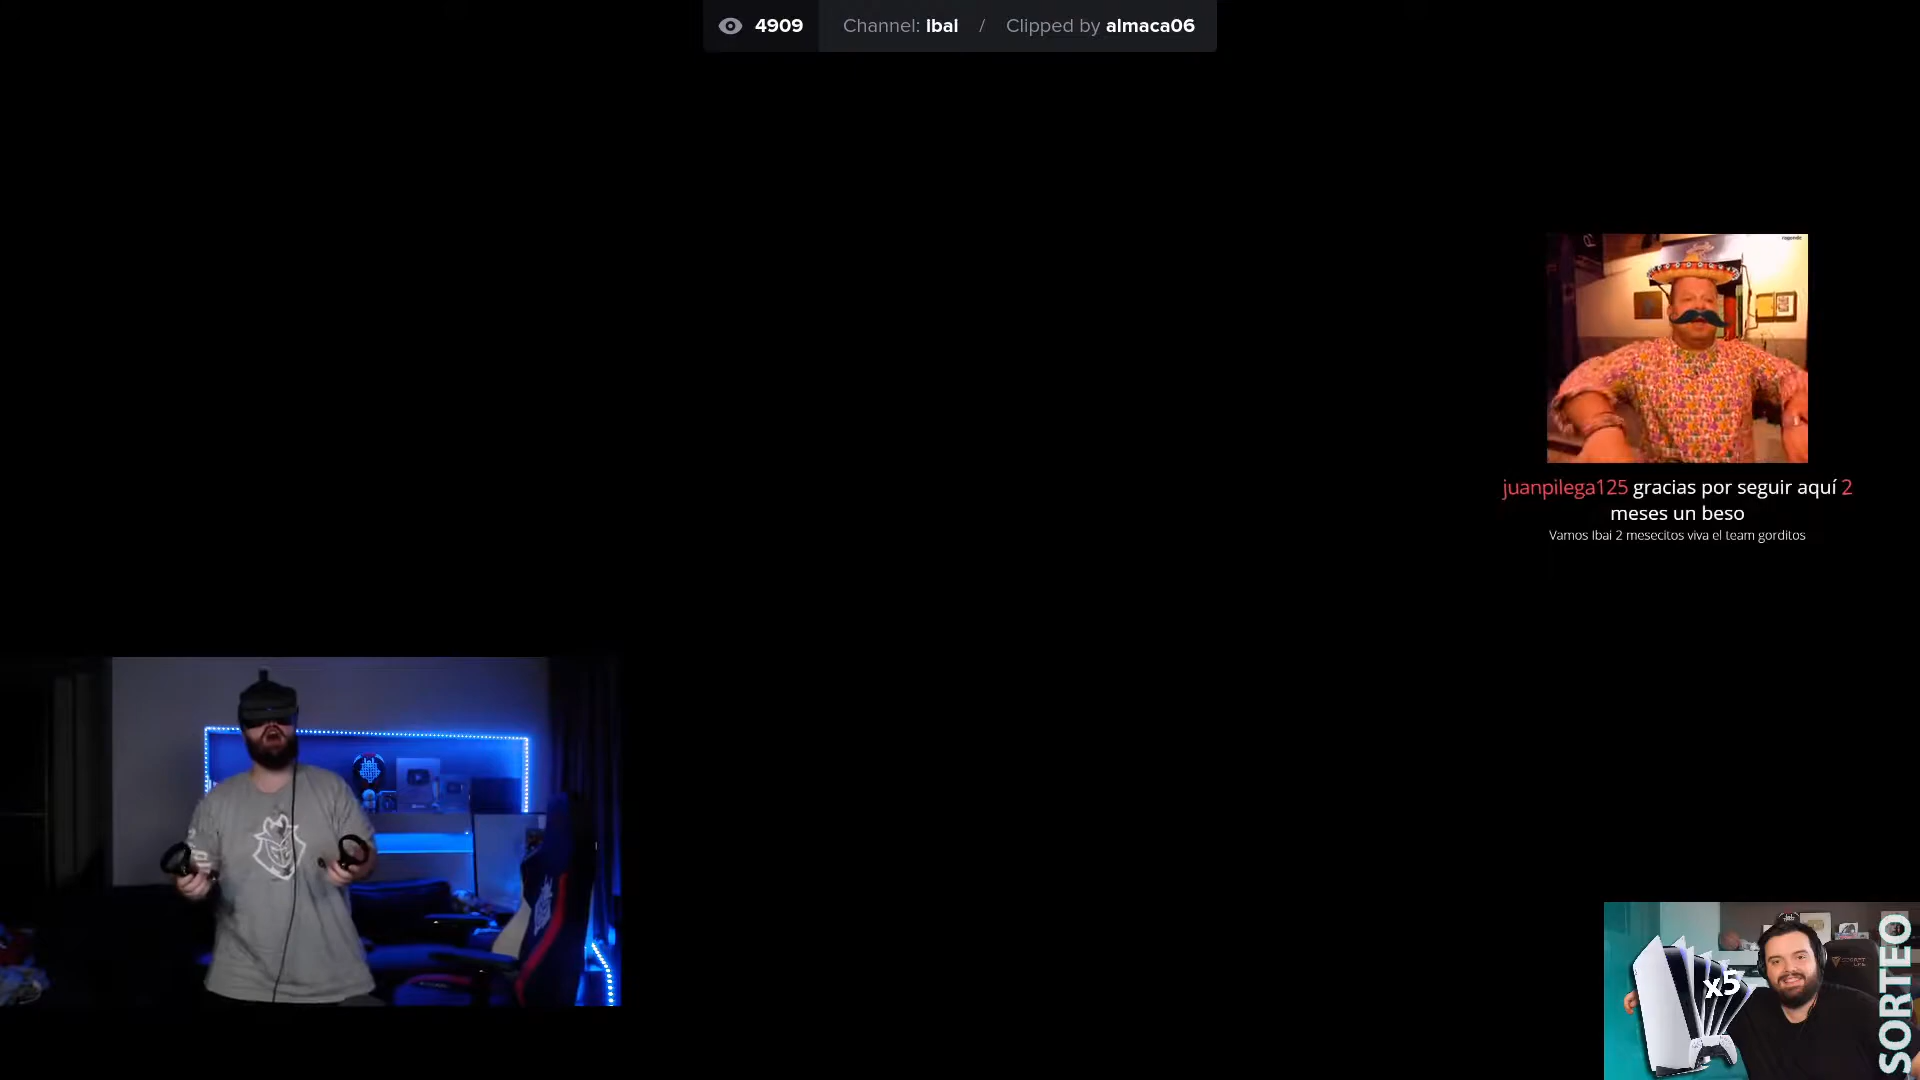 4909 Channel: Ibai / Clipped by almaca06
juanpilega125 gracias por seguir aquí 2
meses un beso
Vamos Ibai 2 mesecitos viva el team gorditos
x5
SORTEO